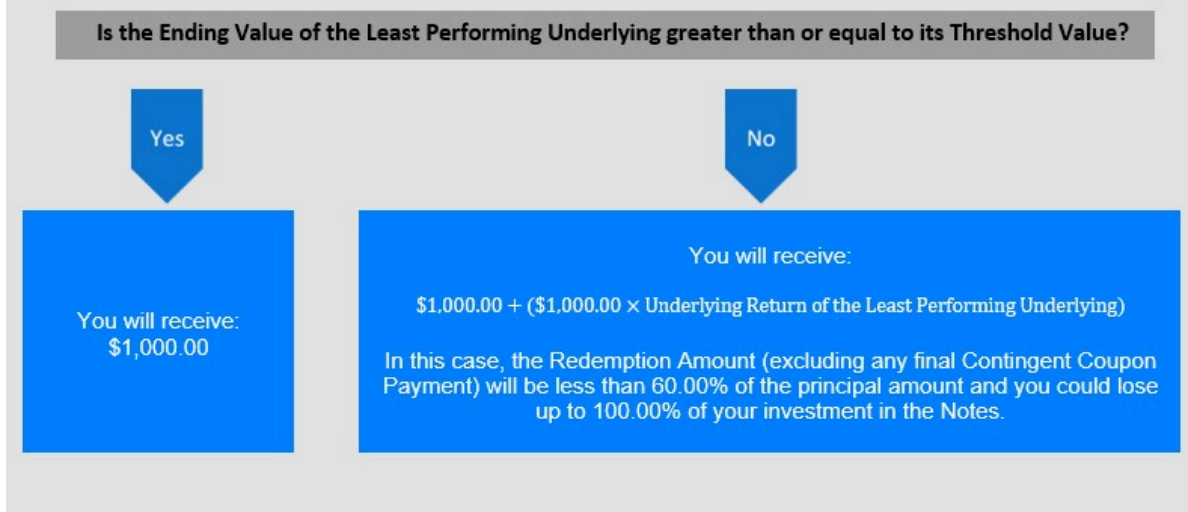 Is the Ending Value of the Least Performing Underlying greater than or equal to its Threshold Value?
Yes
No
You will receive:
$1,000.00
You will receive:
$1,000.00 + ($1,000.00 × Underlying Return of the Least Performing Underlying)
In this case, the Redemption Amount (excluding any final Contingent Coupon
Payment) will be less than 60.00% of the principal amount and you could lose
up to 100.00% of your investment in the Notes.